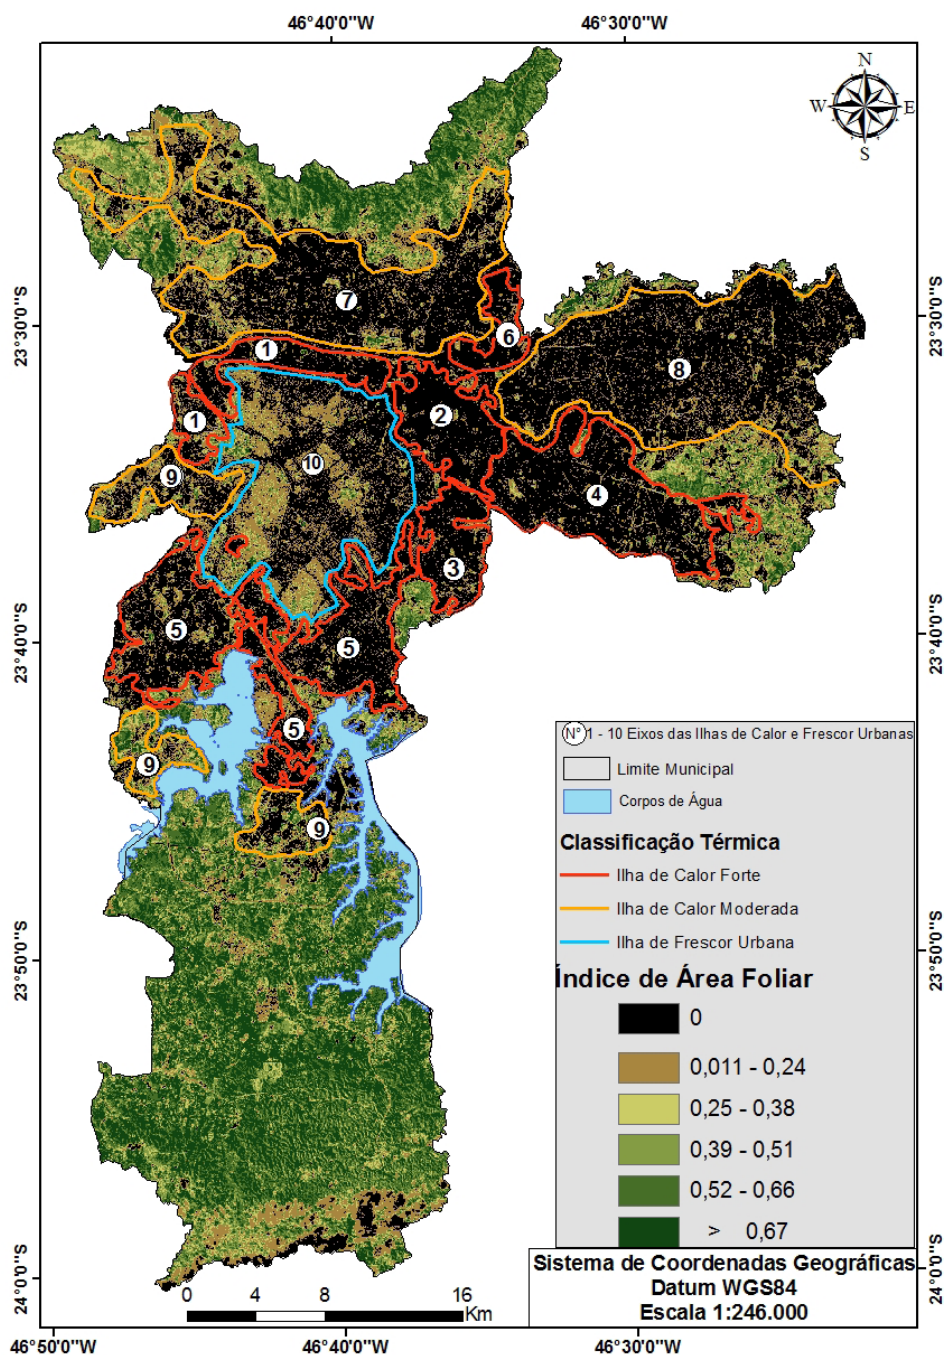 46°40'0"W
46°30'0"W
N
W
E
S
23°30'0"S
23°30'0"S
7
6
1
8
2
1
10
9
4
3
5
5
23°40'0"S
23°40'0"S
5
9
9
Nº 1 - 10 Eixos das Ilhas de Calor e Frescor Urbanas
Limite Municipal
Corpos de Água
Classificação Térmica
Ilha de Calor Forte
Ilha de Calor Moderada
Ilha de Frescor Urbana
23°50'0"S
23°50'0"S
Índice de Área Foliar
0
0,011 - 0,24
0,25 - 0,38
0,39 - 0,51
0,52 - 0,66
> 0,67
Sistema de Coordenadas Geográficas
Datum WGS84
Escala 1:246.000
24°0'0"S
24°0'0"S
0 4 8 16
Km
46°50'0"W
46°40'0"W
46°30'0"W